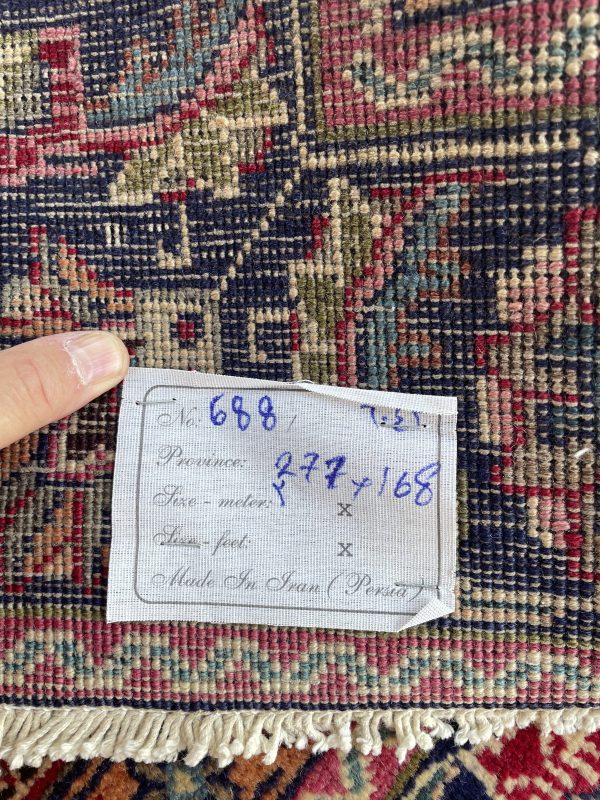 No: 688 /
Province:
277 x 168
Size - meter: x
Size - feet: x
Made In Iran ( Persia )